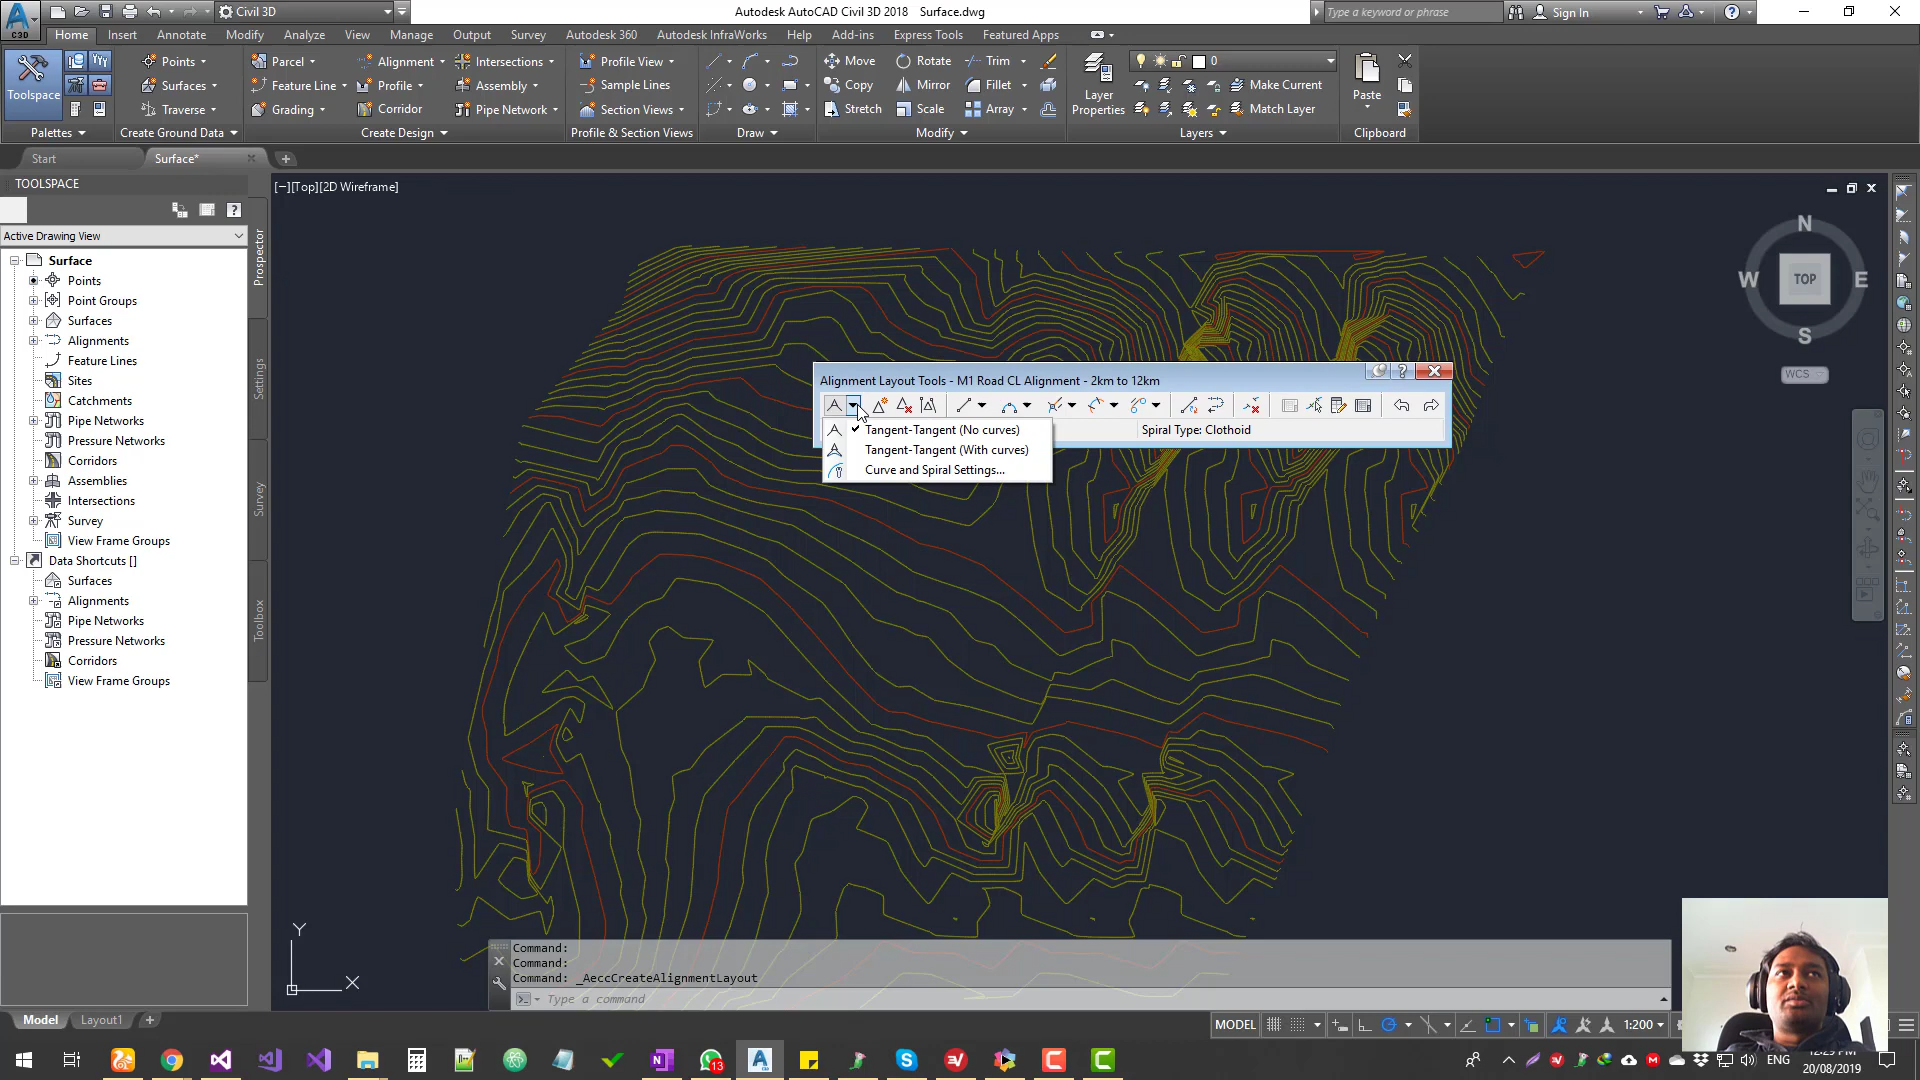 Civil 3D
Autodesk AutoCAD Civil 3D 2018 Surface.dwg
Type a keyword or phrase
Sign In
C3D
Home Insert Annotate Modify Analyze View Manage Output Survey Autodesk 360 Autodesk InfraWorks Help Add-ins Express Tools Featured Apps
Toolspace
Points
Surfaces
Traverse
Parcel
Feature Line
Grading
Alignment
Profile
Corridor
Intersections
Assembly
Pipe Network
Profile View
Sample Lines
Section Views
Move
Copy
Stretch
Rotate
Mirror
Scale
Trim
Fillet
Array
Layer
Properties
0
Make Current
Match Layer
Paste
Palettes Create Ground Data Create Design Profile & Section Views Draw Modify Layers Clipboard
Start Surface*
TOOLSPACE
[−][Top][2D Wireframe]
Active Drawing View
Surface
Points
Point Groups
Surfaces
Alignments
Feature Lines
Sites
Catchments
Pipe Networks
Pressure Networks
Corridors
Assemblies
Intersections
Survey
View Frame Groups
Data Shortcuts []
Surfaces
Alignments
Pipe Networks
Pressure Networks
Corridors
View Frame Groups
Prospector
Settings
Survey
Toolbox
N
W TOP E
S
WCS
Alignment Layout Tools - M1 Road CL Alignment - 2km to 12km
Tangent-Tangent (No curves)
Tangent-Tangent (With curves)
Curve and Spiral Settings...
Spiral Type: Clothoid
Y
X
Command:
Command:
Command: _AeccCreateAlignmentLayout
Type a command
Model Layout1
MODEL
1:200
13
ENG
12:29 PM
20/08/2019